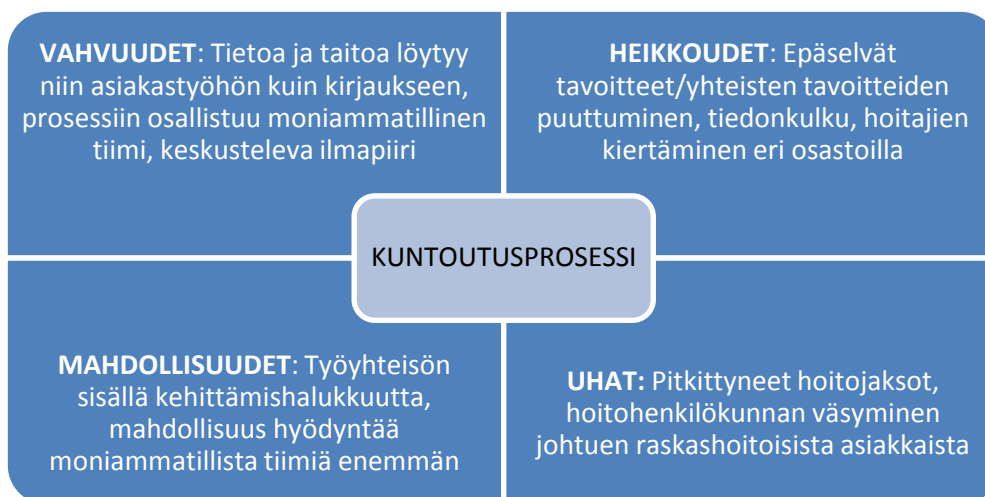 VAHVUUDET: Tietoa ja taitoa löytyy
niin asiakastyöhön kuin kirjaukseen,
prosessiin osallistuu moniammatillinen
tiimi, keskusteleva ilmapiiri
HEIKKOUDET: Epäselvät
tavoitteet/yhteisten tavoitteiden
puuttuminen, tiedonkulku, hoitajien
kiertäminen eri osastoilla
KUNTOUTUSPROSESSI
MAHDOLLISUUDET: Työyhteisön
sisällä kehittämishalukkuutta,
mahdollisuus hyödyntää
moniammatillista tiimiä enemmän
UHAT: Pitkittyneet hoitojaksot,
hoitohenkilökunnan väsyminen
johtuen raskashoitoisista asiakkaista